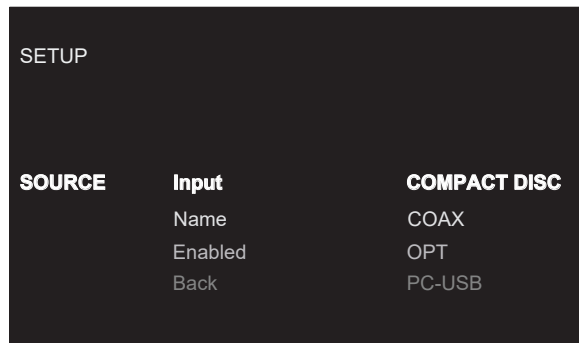 SETUP
SOURCE Input COMPACT DISC
Name COAX
Enabled OPT
Back PC-USB